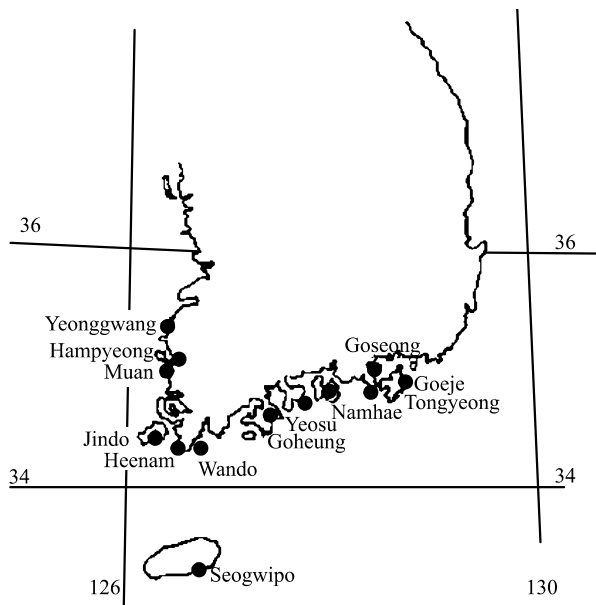 36
36
Yeonggwang
Hampyeong
Muan
Goseong
Goeje
Tongyeong
Namhae
Yeosu
Goheung
Jindo
Heenam
Wando
34
34
Seogwipo
126
130